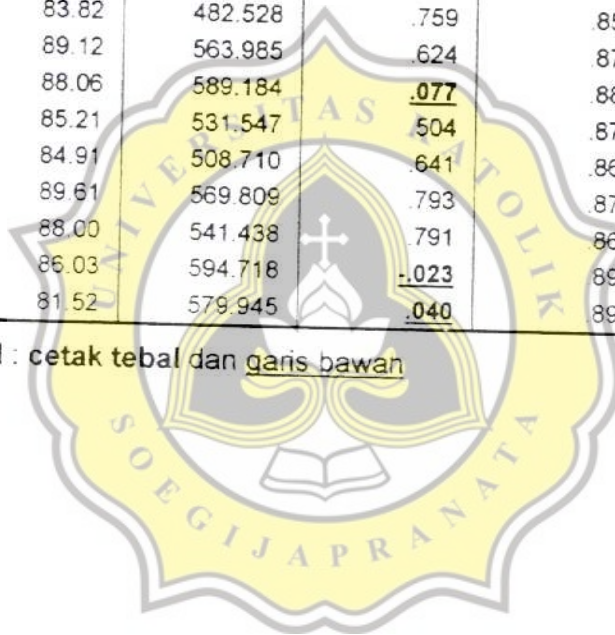 83.82 482.528 .759
89.12 563.985 .624
88.06 589.184 .077
85.21 531.547 .504
84.91 508.710 .641
89.61 569.809 .793
88.00 541.438 .791
86.03 594.718 -.023
81.52 579.945 .040
: cetak tebal dan garis bawah
UNIVERSITAS KATOLIK
SOEGIJAPRANATA